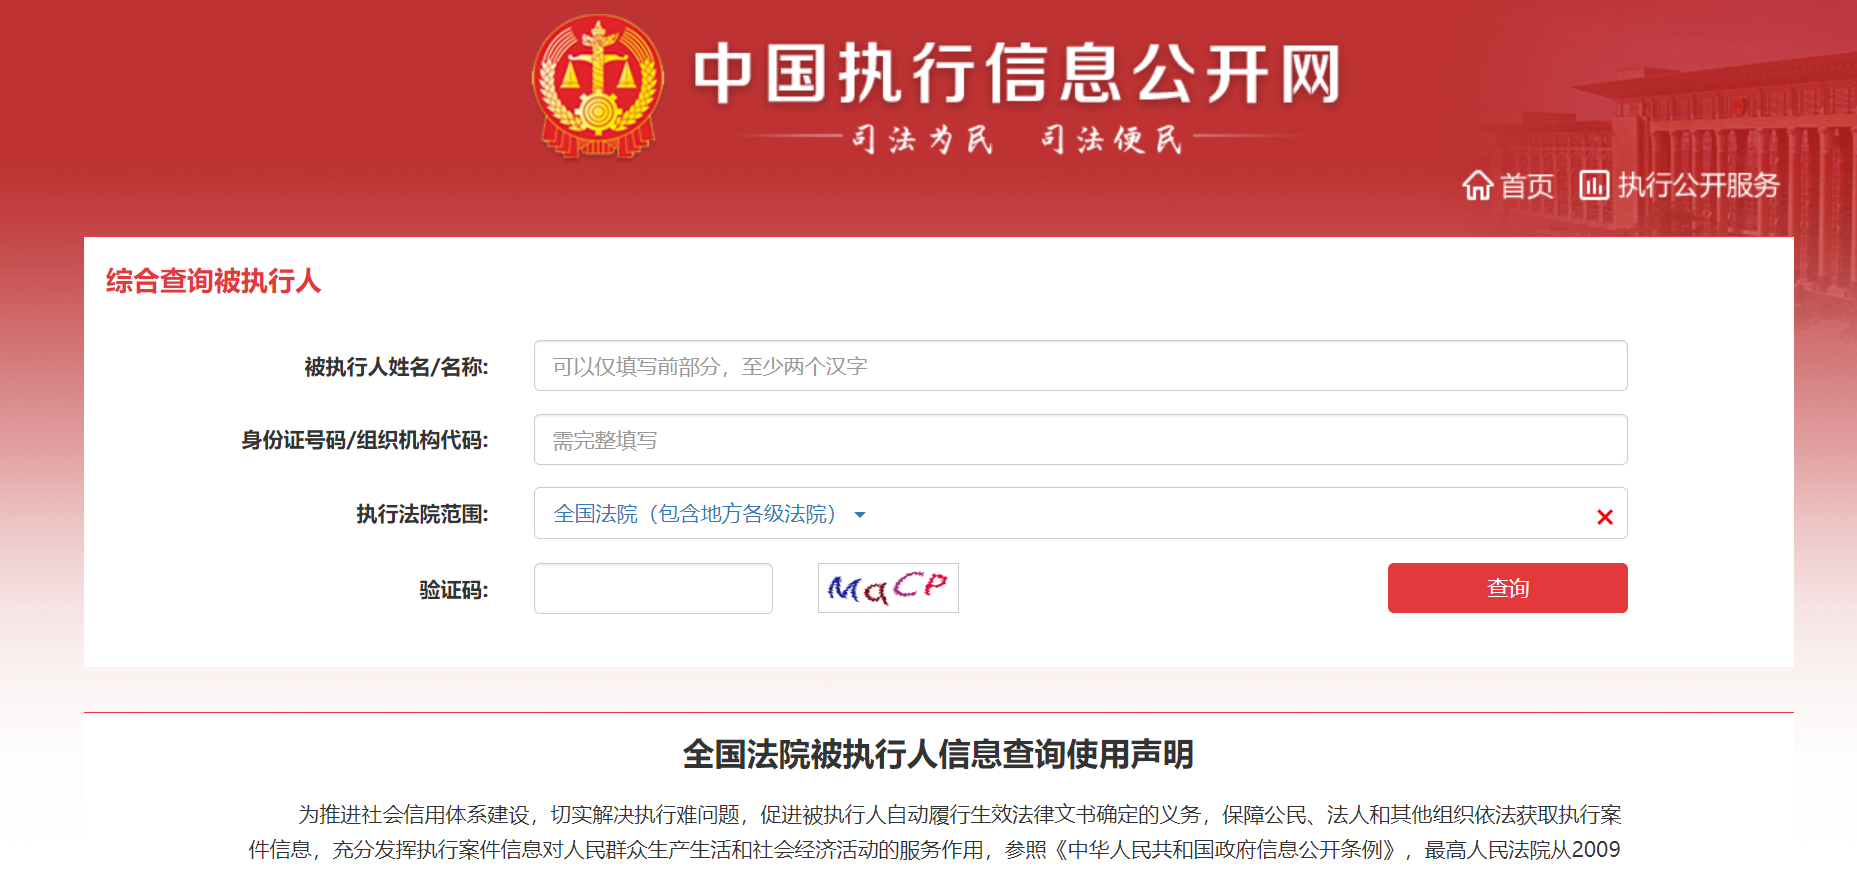 中国执行信息公开网
司法为民 司法便民
首页 执行公开服务
综合查询被执行人
被执行人姓名/名称: 可以仅填写前部分，至少两个汉字
身份证号码/组织机构代码: 需完整填写
执行法院范围: 全国法院（包含地方各级法院）
验证码: MqCP 查询
全国法院被执行人信息查询使用声明
为推进社会信用体系建设，切实解决执行难问题，促进被执行人自动履行生效法律文书确定的义务，保障公民、法人和其他组织依法获取执行案
件信息，充分发挥执行案件信息对人民群众生产生活和社会经济活动的服务作用，参照《中华人民共和国政府信息公开条例》，最高人民法院从2009